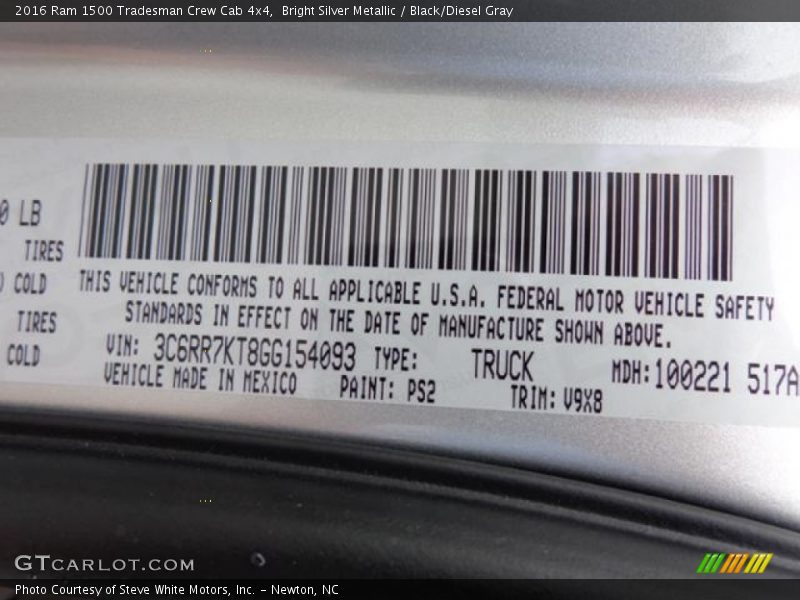 2016 Ram 1500 Tradesman Crew Cab 4x4,  Bright Silver Metallic / Black/Diesel Gray
0 LB
TIRES
COLD
TIRES
COLD
THIS VEHICLE CONFORMS TO ALL APPLICABLE U.S.A. FEDERAL MOTOR VEHICLE SAFETY
STANDARDS IN EFFECT ON THE DATE OF MANUFACTURE SHOWN ABOVE.
VIN: 3C6RR7KT8GG154093 TYPE: TRUCK MDH:100221 517A
VEHICLE MADE IN MEXICO PAINT: PS2 TRIM: V9X8
GTCARLOT.COM
Photo Courtesy of Steve White Motors, Inc. – Newton, NC